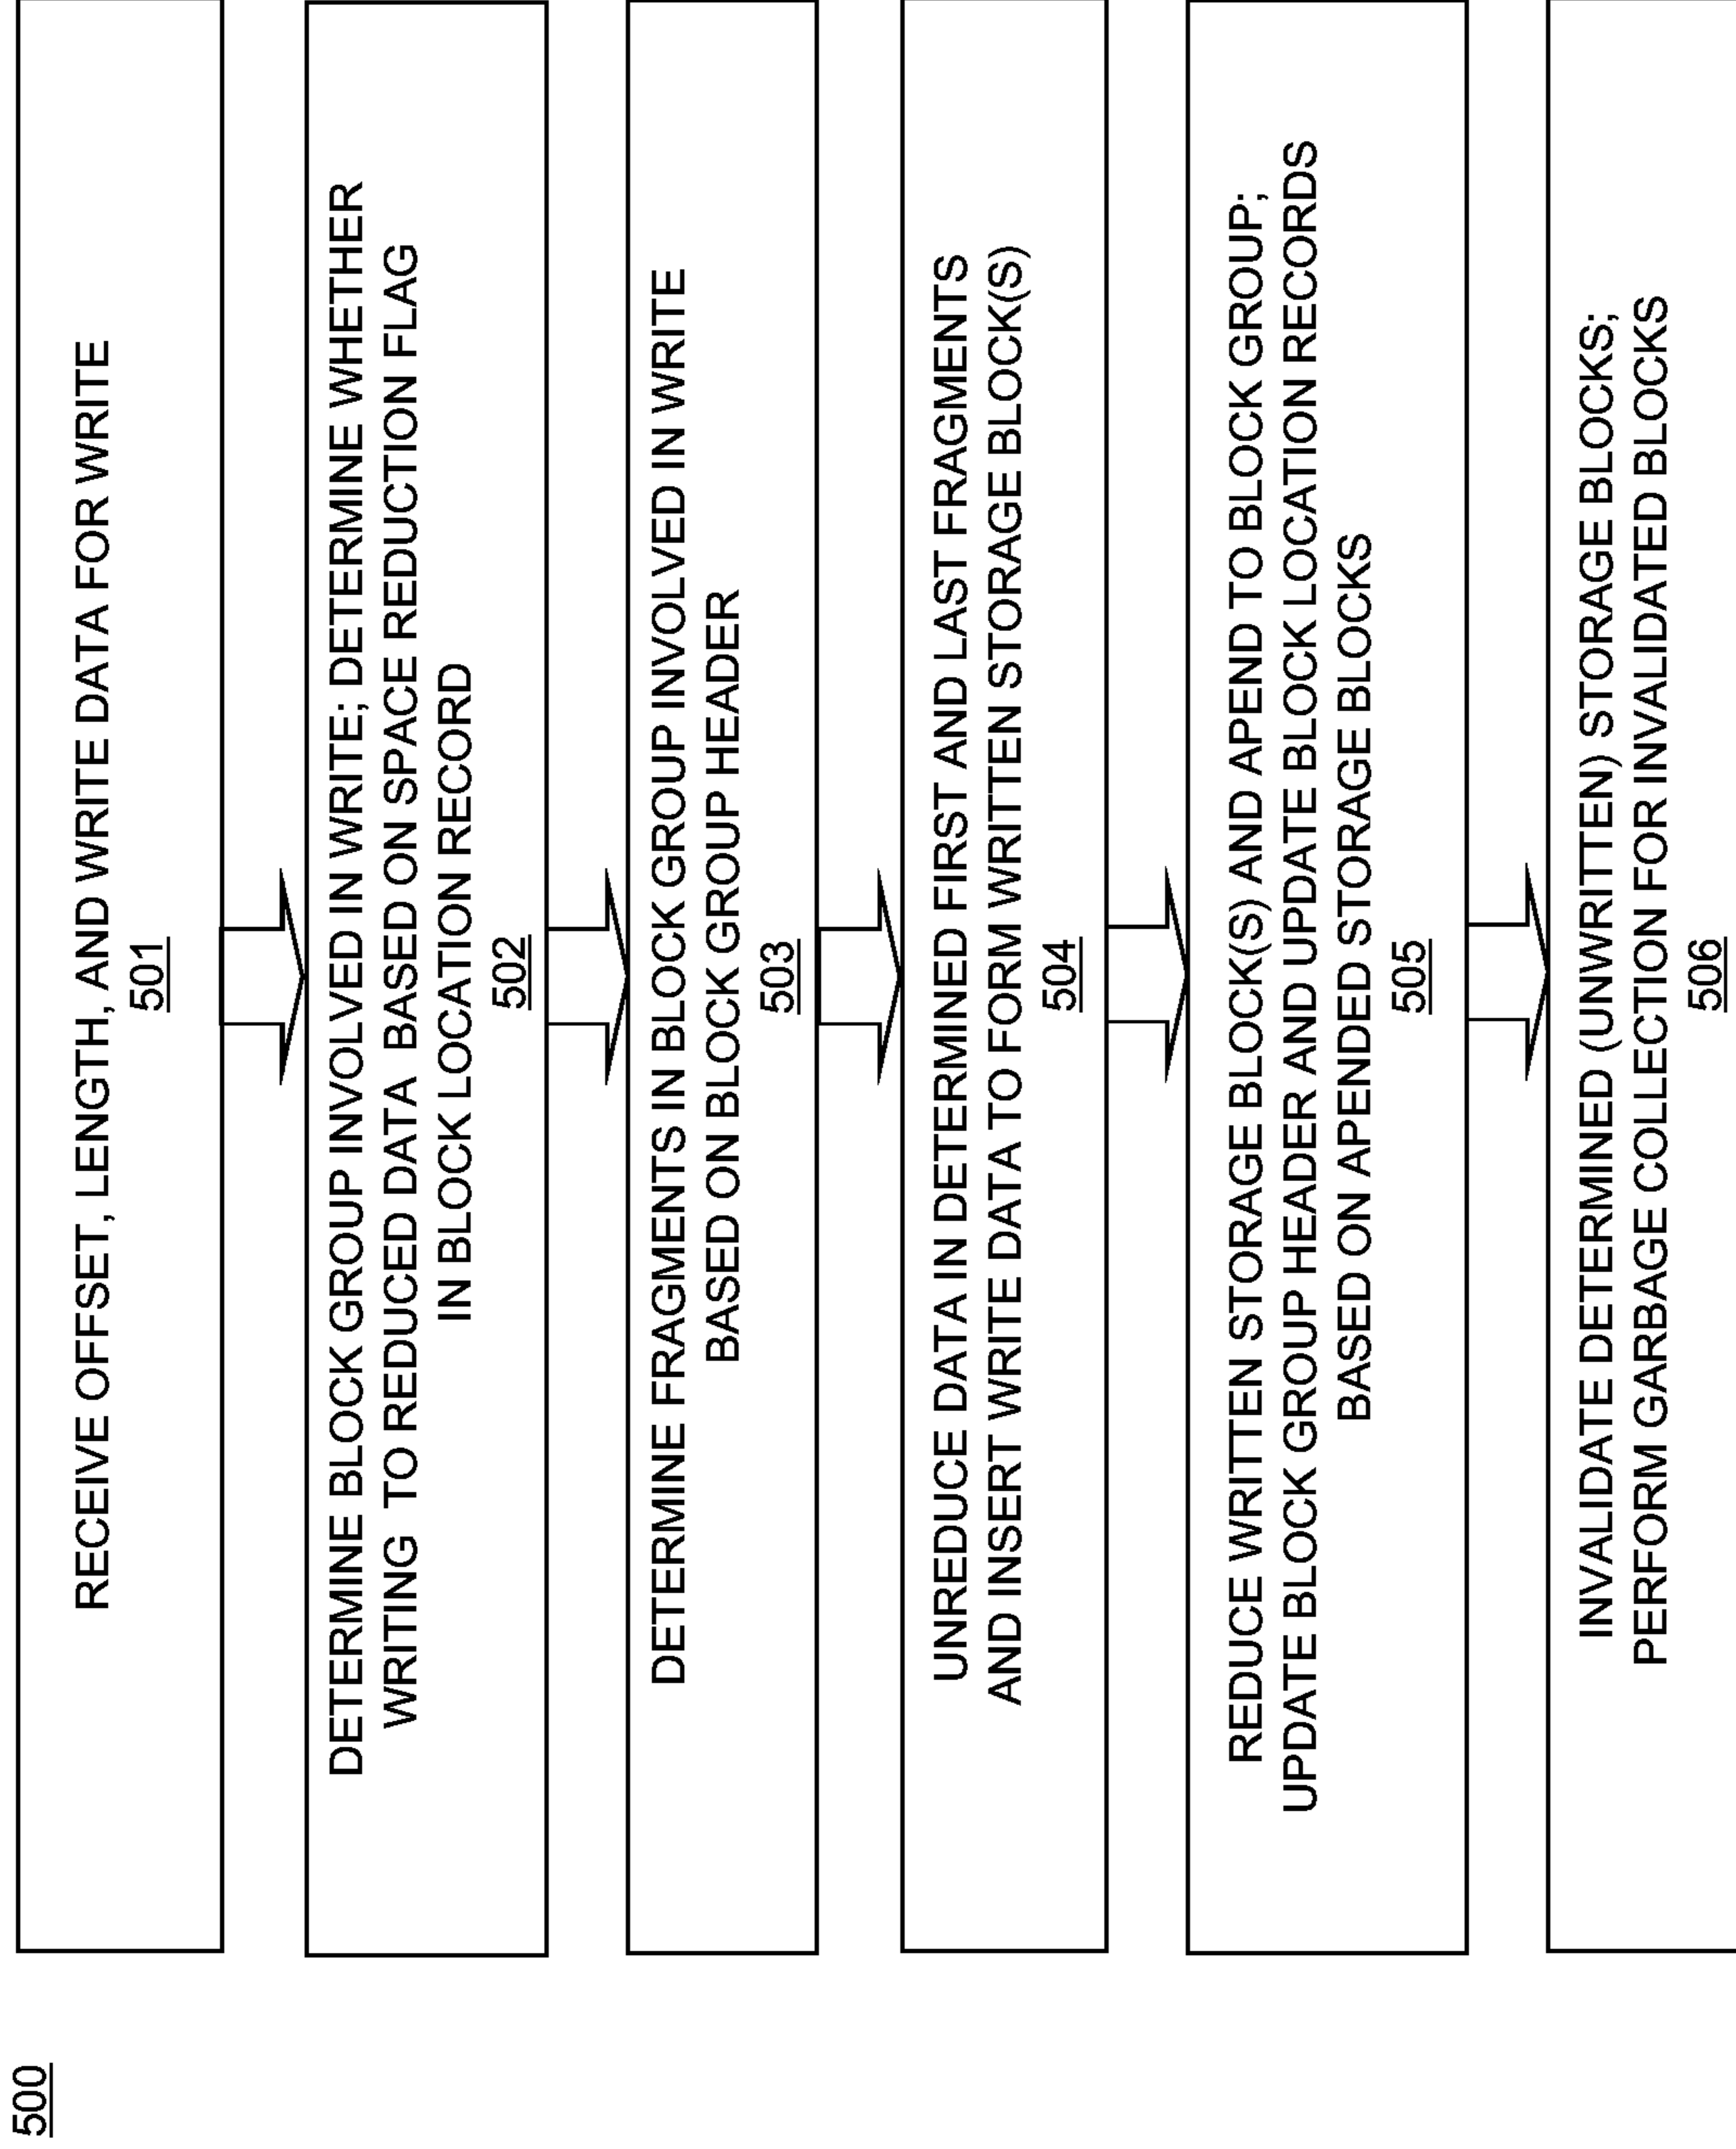 500
RECEIVE OFFSET, LENGTH, AND WRITE DATA FOR WRITE
501
DETERMINE BLOCK GROUP INVOLVED IN WRITE; DETERMINE WHETHER
WRITING TO REDUCED DATA BASED ON SPACE REDUCTION FLAG
IN BLOCK LOCATION RECORD
502
DETERMINE FRAGMENTS IN BLOCK GROUP INVOLVED IN WRITE
BASED ON BLOCK GROUP HEADER
503
UNREDUCE DATA IN DETERMINED FIRST AND LAST FRAGMENTS
AND INSERT WRITE DATA TO FORM WRITTEN STORAGE BLOCK(S)
504
REDUCE WRITTEN STORAGE BLOCK(S) AND APEND TO BLOCK GROUP;
UPDATE BLOCK GROUP HEADER AND UPDATE BLOCK LOCATION RECORDS
BASED ON APENDED STORAGE BLOCKS
505
INVALIDATE DETERMINED (UNWRITTEN) STORAGE BLOCKS;
PERFORM GARBAGE COLLECTION FOR INVALIDATED BLOCKS
506